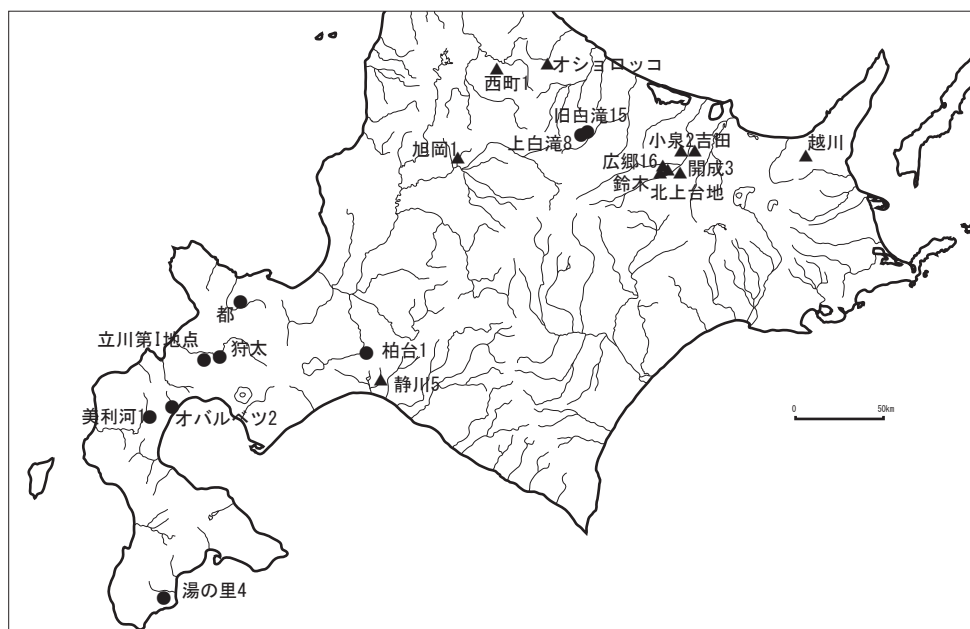 オショロッコ
西町1
旧白滝15
上白滝8
小泉2吉田
越川
旭岡1
広郷16
開成3
鈴木
北上台地
都
立川第I地点
狩太
柏台1
静川5
美利河1
オバルベツ2
0 50km
湯の里4